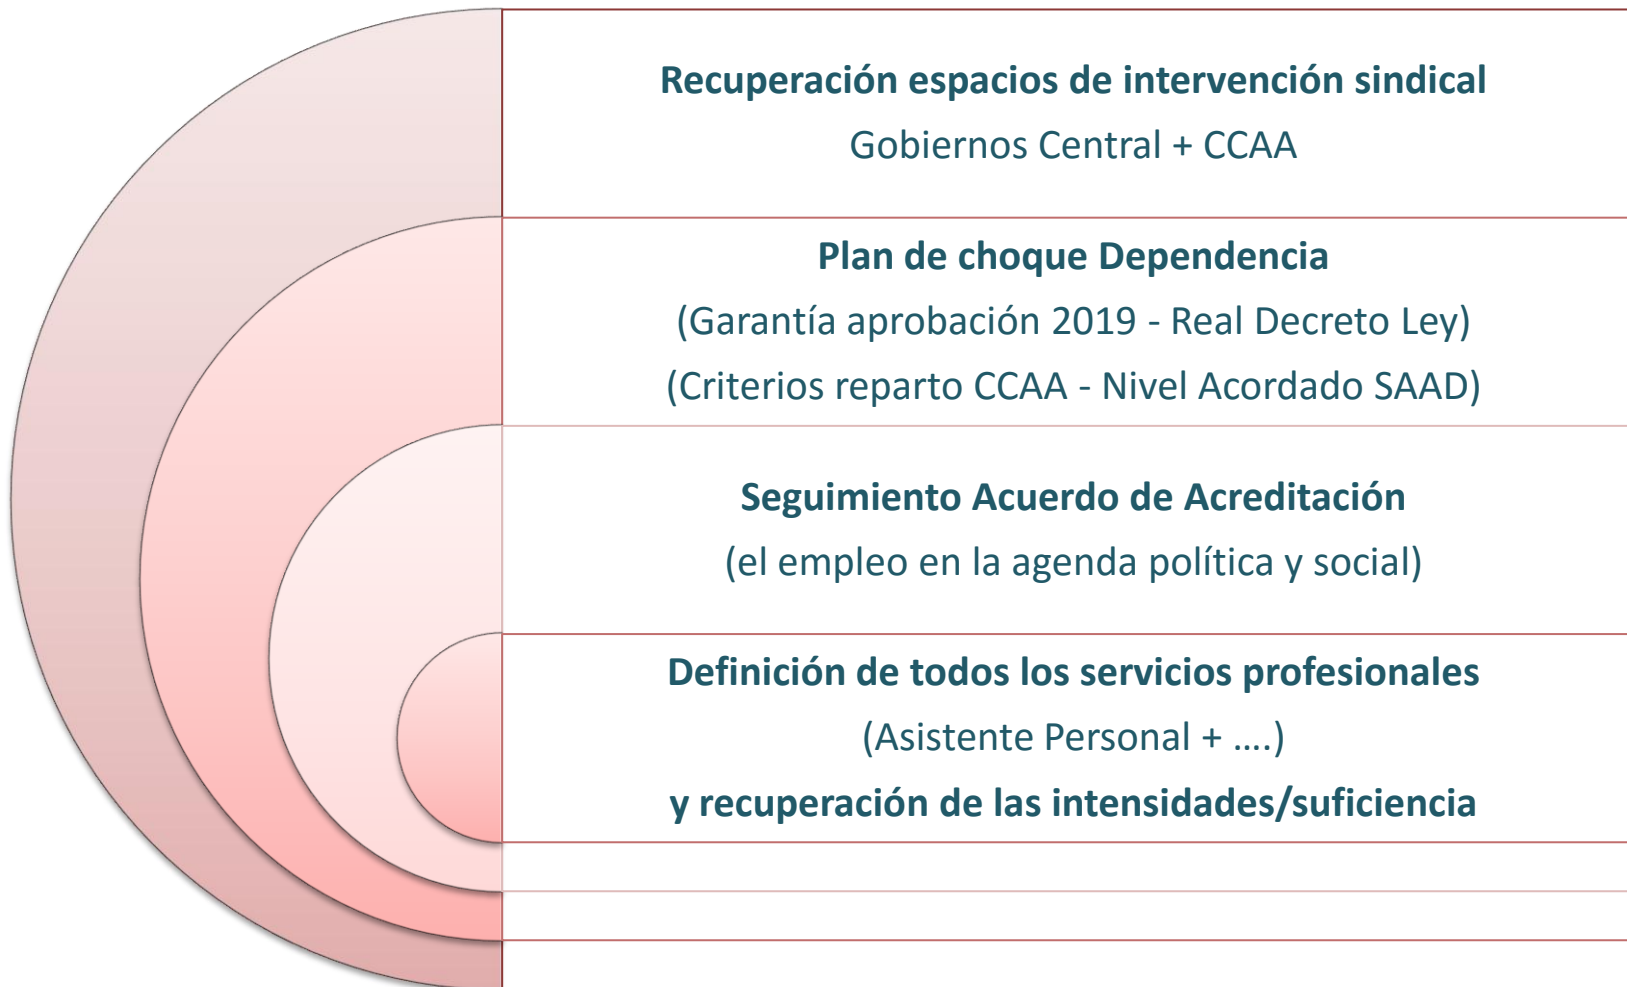 Recuperación espacios de intervención sindical
Gobiernos Central + CCAA
Plan de choque Dependencia
(Garantía aprobación 2019 - Real Decreto Ley)
(Criterios reparto CCAA - Nivel Acordado SAAD)
Seguimiento Acuerdo de Acreditación
(el empleo en la agenda política y social)
Definición de todos los servicios profesionales
(Asistente Personal + ....)
y recuperación de las intensidades/suficiencia